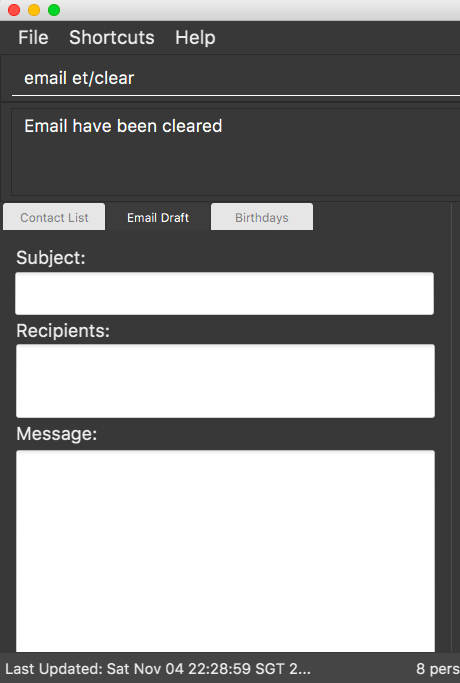 File Shortcuts Help
email et/clear
Email have been cleared
Contact List Email Draft Birthdays
Subject:
Recipients:
Message:
Last Updated: Sat Nov 04 22:28:59 SGT 2... 8 pers